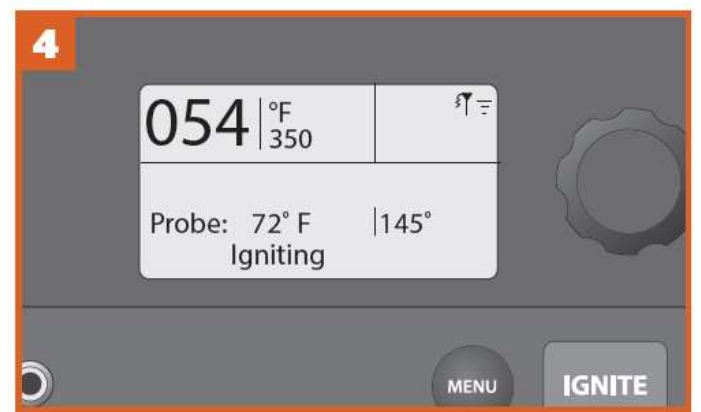 4
054 °F
350
Probe: 72° F 145°
Igniting
MENU IGNITE